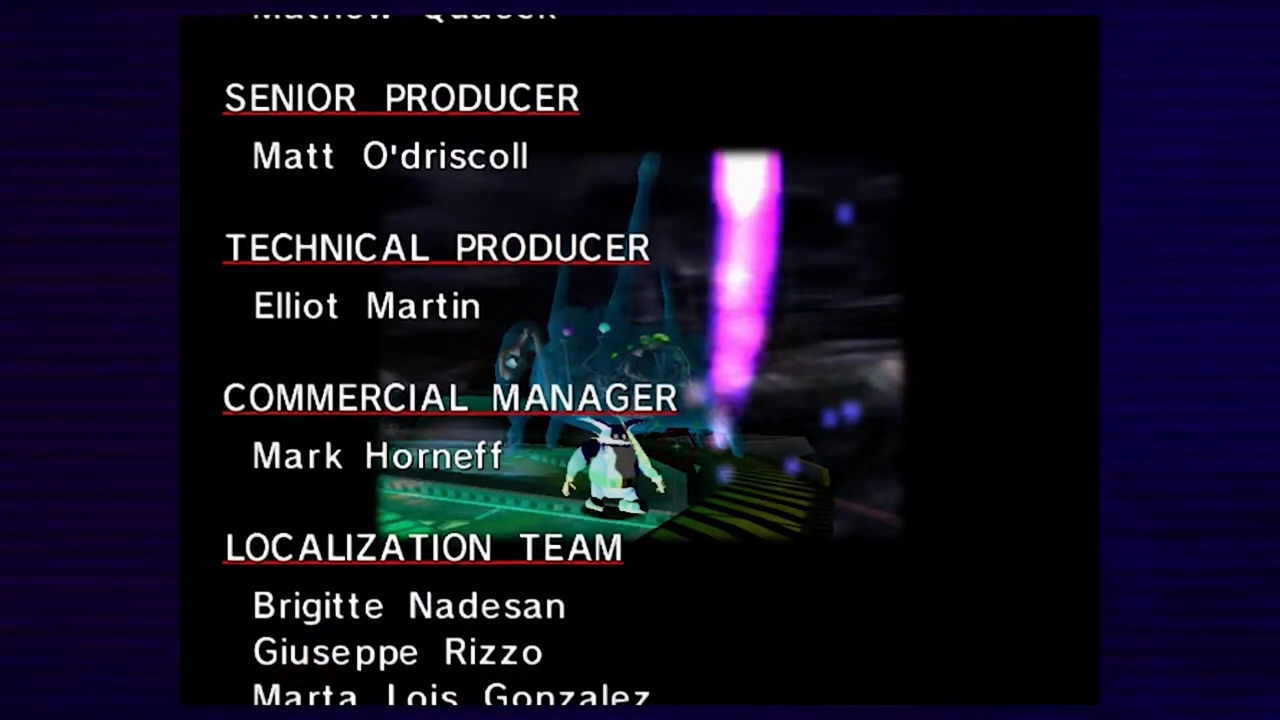 SENIOR PRODUCER
Matt O'driscoll
TECHNICAL PRODUCER
Elliot Martin
COMMERCIAL MANAGER
Mark Horneff
LOCALIZATION TEAM
Brigitte Nadesan
Giuseppe Rizzo
Marta Lois Gonzalez